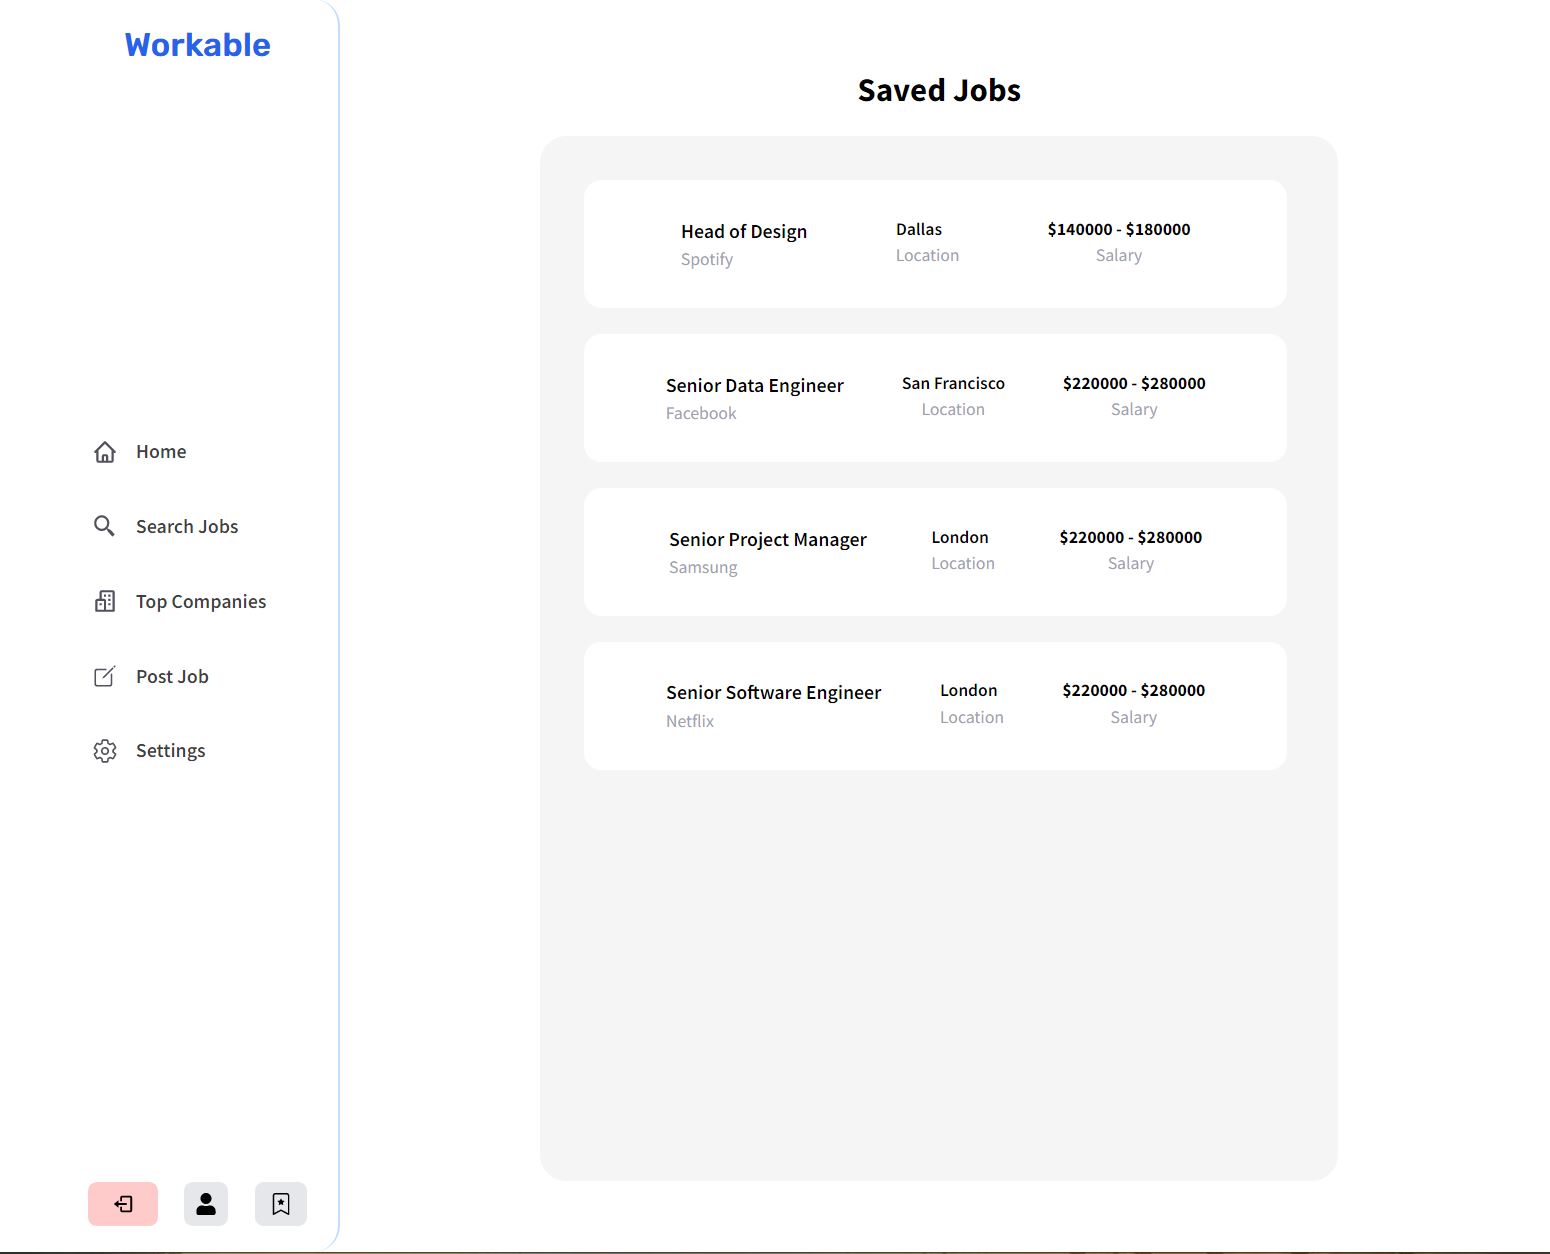 Workable
Home
Search Jobs
Top Companies
Post Job
Settings
Saved Jobs
Head of Design
Spotify
Dallas
Location
$140000 - $180000
Salary
Senior Data Engineer
Facebook
San Francisco
Location
$220000 - $280000
Salary
Senior Project Manager
Samsung
London
Location
$220000 - $280000
Salary
Senior Software Engineer
Netflix
London
Location
$220000 - $280000
Salary